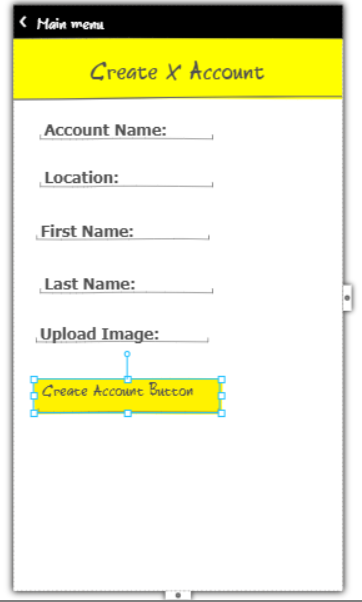 Main menu
Create X Account
Account Name:
Location:
First Name:
Last Name:
Upload Image:
Create Account Button